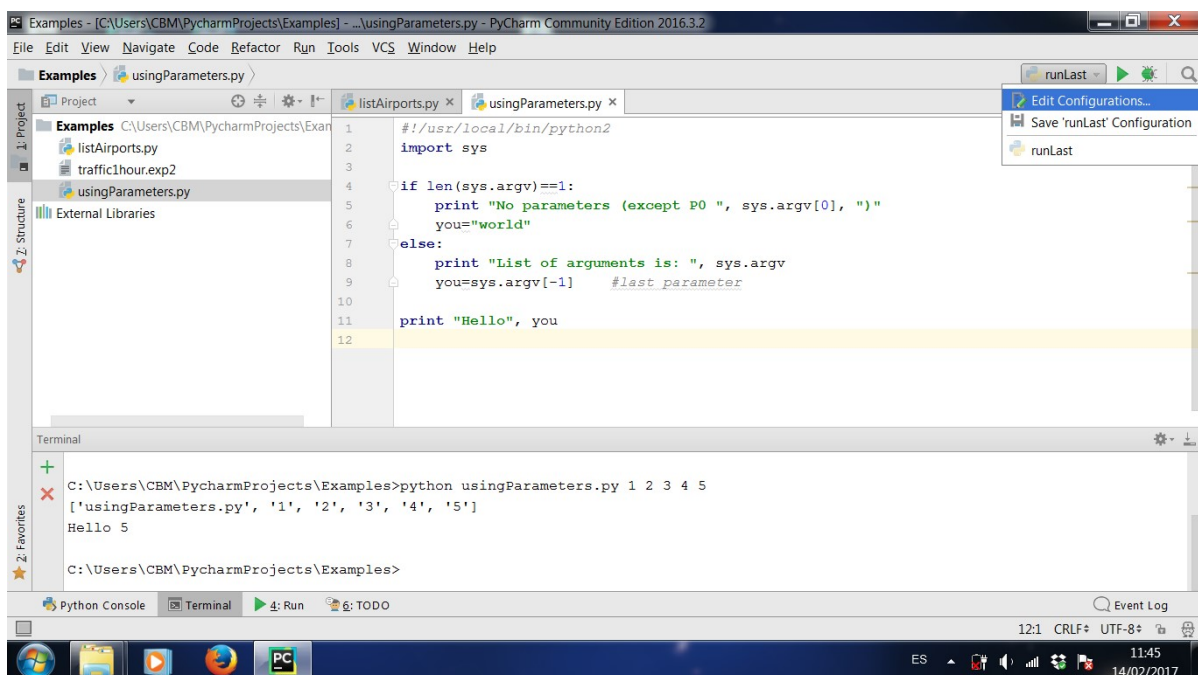 Examples - [C:\Users\CBM\PycharmProjects\Examples] - ...\usingParameters.py - PyCharm Community Edition 2016.3.2
File Edit View Navigate Code Refactor Run Tools VCS Window Help
Examples usingParameters.py runLast
Project listAirports.py usingParameters.py
Edit Configurations...
Save 'runLast' Configuration
runLast
1: Project
Z: Structure
2: Favorites
Examples C:\Users\CBM\PycharmProjects\Exan
listAirports.py
traffic1hour.exp2
usingParameters.py
External Libraries
1 #!/usr/local/bin/python2
2 import sys
3
4 if len(sys.argv)==1:
5 print "No parameters (except P0 ", sys.argv[0], ")"
6 you="world"
7 else:
8 print "List of arguments is: ", sys.argv
9 you=sys.argv[-1] #last parameter
10
11 print "Hello", you
12
Terminal
C:\Users\CBM\PycharmProjects\Examples>python usingParameters.py 1 2 3 4 5
['usingParameters.py', '1', '2', '3', '4', '5']
Hello 5
C:\Users\CBM\PycharmProjects\Examples>
Python Console Terminal 4: Run 6: TODO Event Log
12:1 CRLF UTF-8
PC ES 11:45
14/02/2017